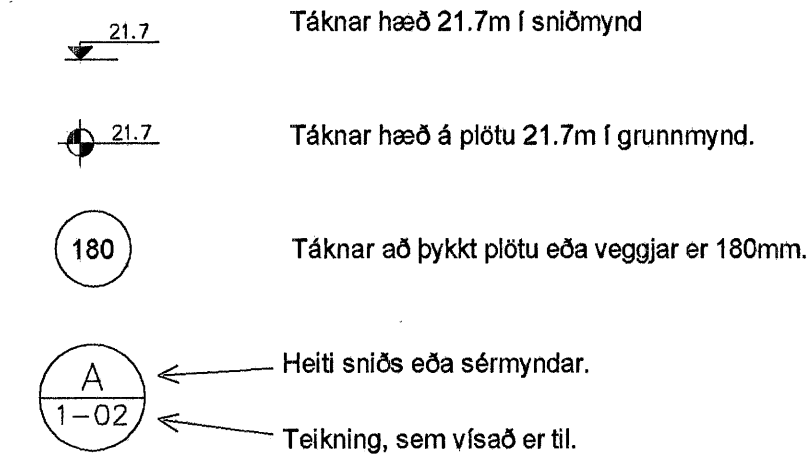 21.7 Táknar hæð 21.7m í sniðmynd
21.7 Táknar hæð á plötu 21.7m í grunnmynd.
180 Táknar að þykkt plötu eða veggjar er 180mm.
A Heiti sniðs eða sérmyndar.
1-02 Teikning, sem vísað er til.